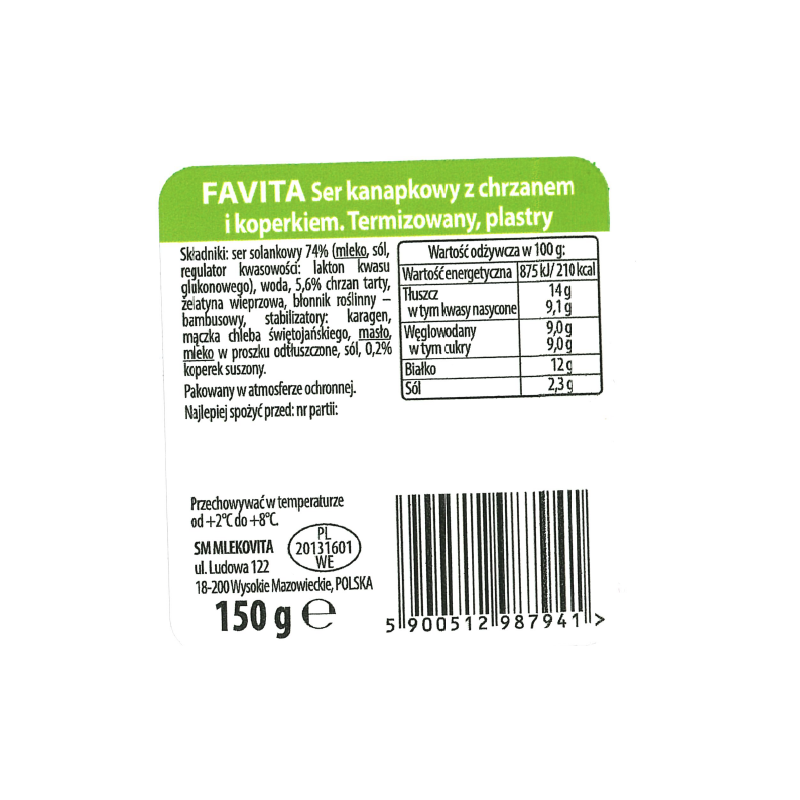 FAVITA Ser kanapkowy z chrzanem
i koperkiem. Termizowany, plastry
Składniki: ser solankowy 74% (mleko, sól,
regulator kwasowości: lakton kwasu
glukonowego), woda, 5,6% chrzan tarty,
żelatyna wieprzowa, błonnik roślinny –
bambusowy, stabilizatory: karagen,
mączka chleba świętojańskiego, masło,
mleko w proszku odtłuszczone, sól, 0,2%
koperek suszony.
Pakowany w atmosferze ochronnej.
Najlepiej spożyć przed: nr partii:
Wartość odżywcza w 100 g:
Wartość energetyczna 875 kJ/ 210 kcal
Tłuszcz 14 g
w tym kwasy nasycone 9,1 g
Węglowodany 9,0 g
w tym cukry 9,0 g
Białko 12 g
Sól 2,3 g
Przechowywać w temperaturze
od +2°C do +8°C.
SM MLEKOVITA
ul. Ludowa 122
18-200 Wysokie Mazowieckie, POLSKA
PL
20131601
WE
150 g e
5 900512 987941 >